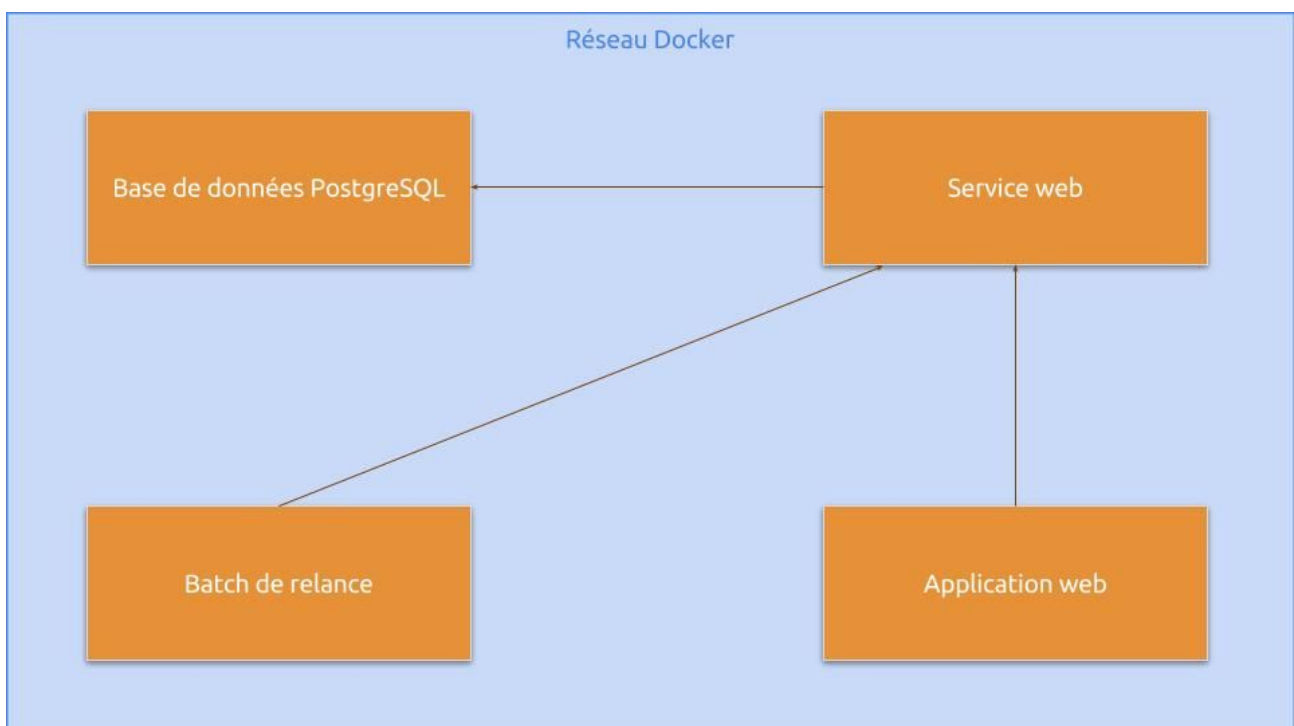 Réseau Docker
Base de données PostgreSQL
Service web
Batch de relance
Application web